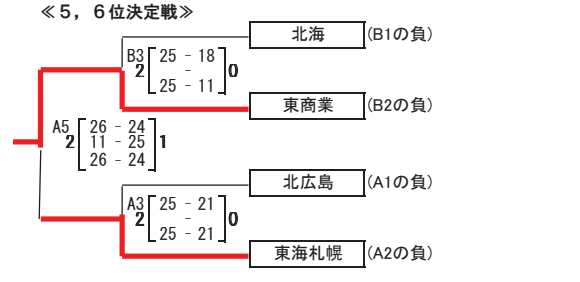 ≪５，６位決定戦≫
北海 (B1の負)
B3
2 25 - 18 0
-
25 - 11
東商業 (B2の負)
A5
2 26 - 24 1
11 - 25
26 - 24
北広島 (A1の負)
A3
2 25 - 21 0
-
25 - 21
東海札幌 (A2の負)